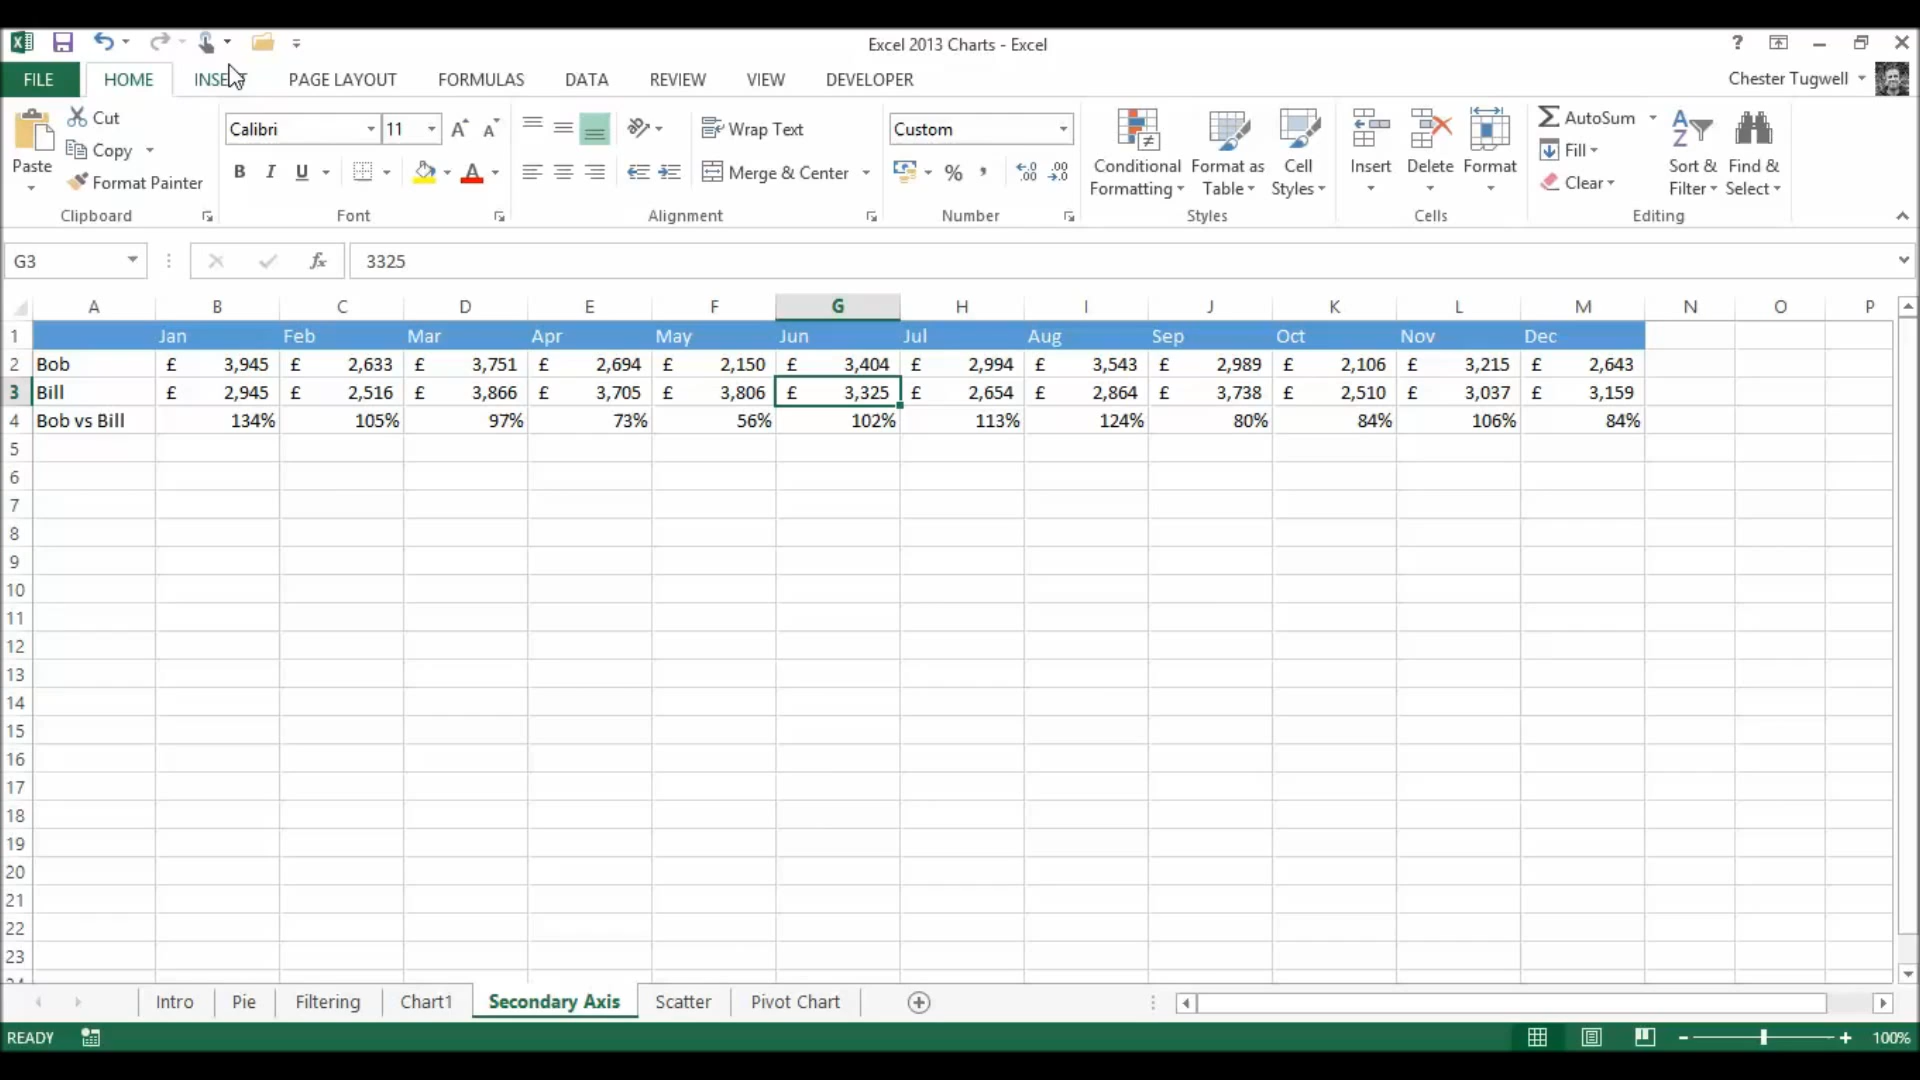 Excel 2013 Charts - Excel
?
FILE HOME INSERT PAGE LAYOUT FORMULAS DATA REVIEW VIEW DEVELOPER Chester Tugwell
Paste
Cut
Copy
Format Painter
Clipboard
Calibri 11
B I U
Font
Wrap Text
Merge & Center
Alignment
Custom
%
Number
Conditional Formatting
Format as Table
Cell Styles
Styles
Insert Delete Format
Cells
AutoSum
Fill
Clear
Sort & Filter
Find & Select
Editing
G3 fx 3325
A B C D E F G H I J K L M N O P
1 Jan Feb Mar Apr May Jun Jul Aug Sep Oct Nov Dec
2 Bob £ 3,945 £ 2,633 £ 3,751 £ 2,694 £ 2,150 £ 3,404 £ 2,994 £ 3,543 £ 2,989 £ 2,106 £ 3,215 £ 2,643
3 Bill £ 2,945 £ 2,516 £ 3,866 £ 3,705 £ 3,806 £ 3,325 £ 2,654 £ 2,864 £ 3,738 £ 2,510 £ 3,037 £ 3,159
4 Bob vs Bill 134% 105% 97% 73% 56% 102% 113% 124% 80% 84% 106% 84%
5
6
7
8
9
10
11
12
13
14
15
16
17
18
19
20
21
22
23
Intro Pie Filtering Chart1 Secondary Axis Scatter Pivot Chart
READY 100%